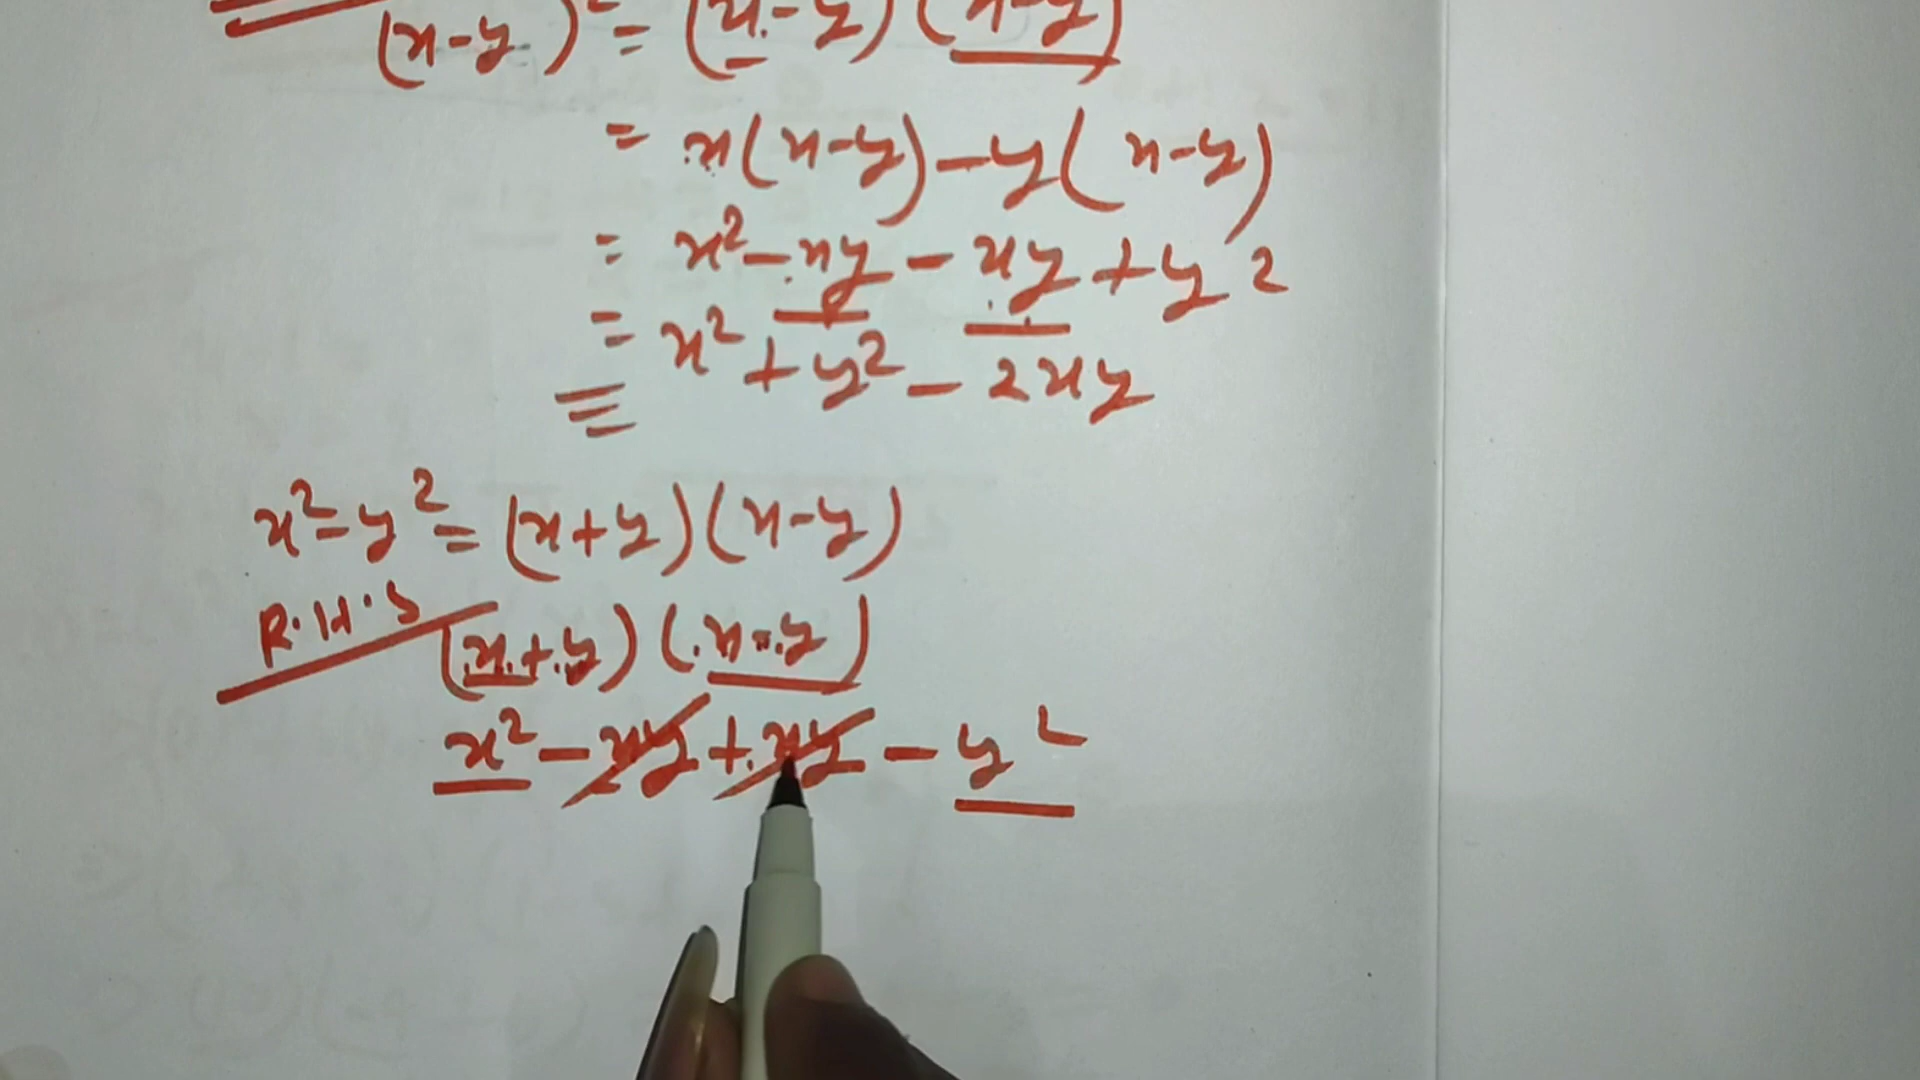 (x-y)² = (x-y)(x-y)
= x(x-y)-y(x-y)
= x²-xy-xy+y²
= x²+y²-2xy
x²-y²=(x+y)(x-y)
R.H.S
(x+y)(x-y)
x²-xy+xy-y²